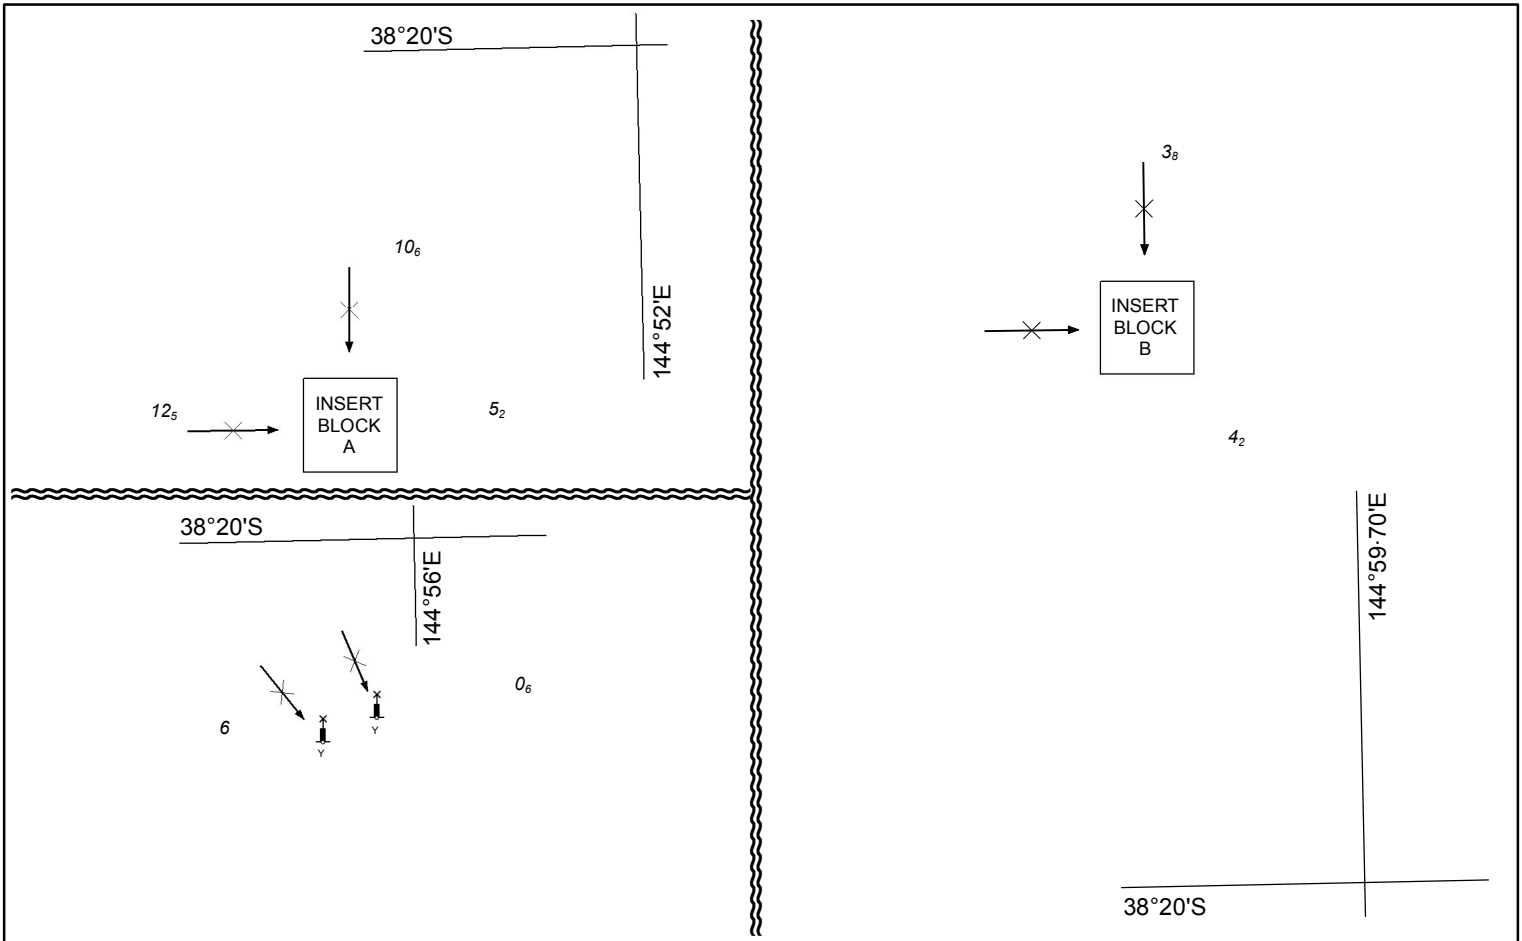 38°20'S
10₆
144°52'E
12₅
INSERT
BLOCK
A
5₂
38°20'S
144°56'E
0₆
6
Y
Y
3₈
INSERT
BLOCK
B
4₂
144°59·70'E
38°20'S